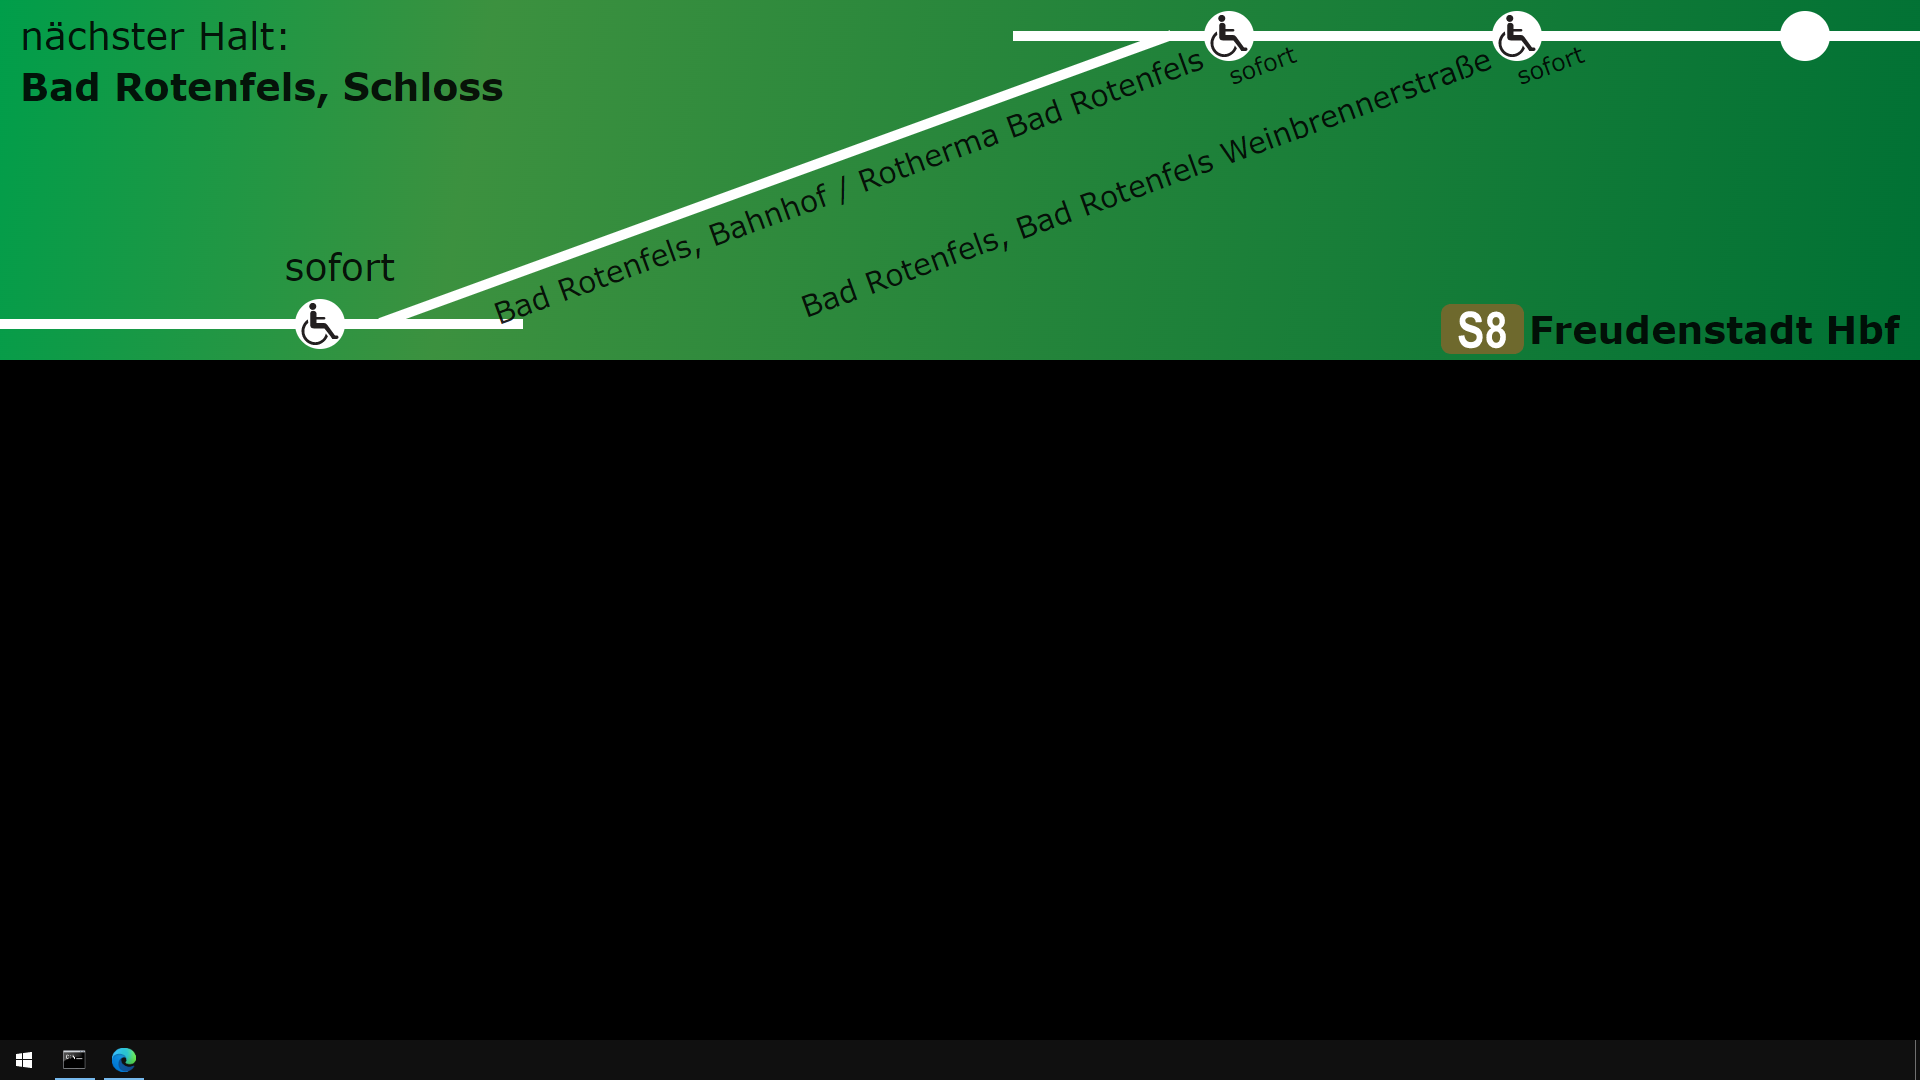 nächster Halt:
Bad Rotenfels, Schloss
sofort
Bad Rotenfels, Bahnhof / Rotherma Bad Rotenfels
sofort
Bad Rotenfels, Bad Rotenfels Weinbrennerstraße
sofort
S8 Freudenstadt Hbf